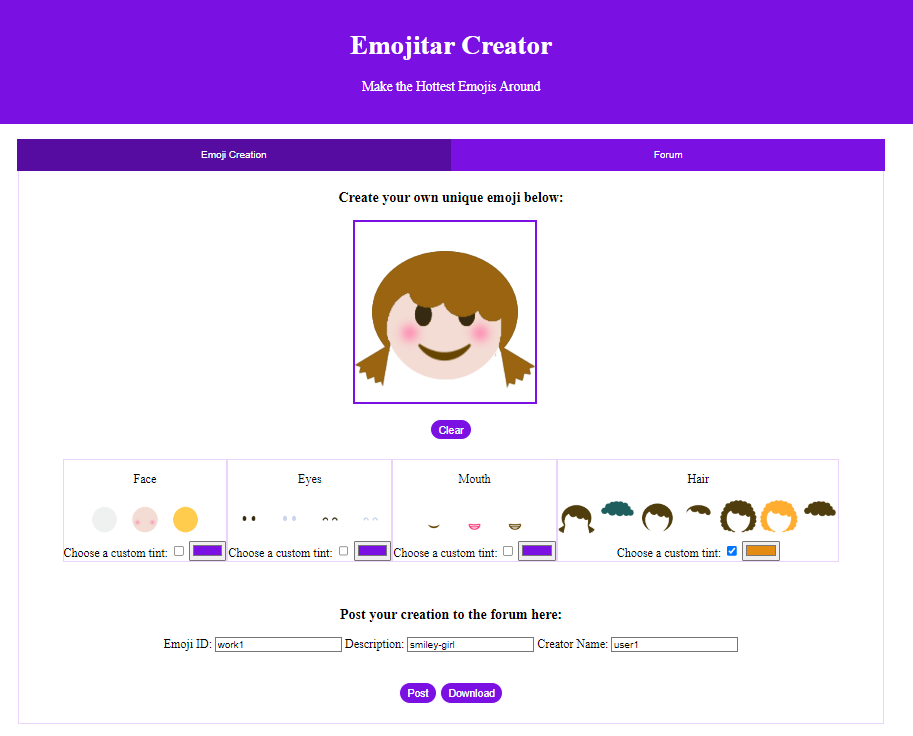 Emojitar Creator
Make the Hottest Emojis Around
Emoji Creation Forum
Create your own unique emoji below:
Clear
Face Eyes Mouth Hair
Choose a custom tint: Choose a custom tint: Choose a custom tint: Choose a custom tint:
Post your creation to the forum here:
Emoji ID: work1 Description: smiley-girl Creator Name: user1
Post Download